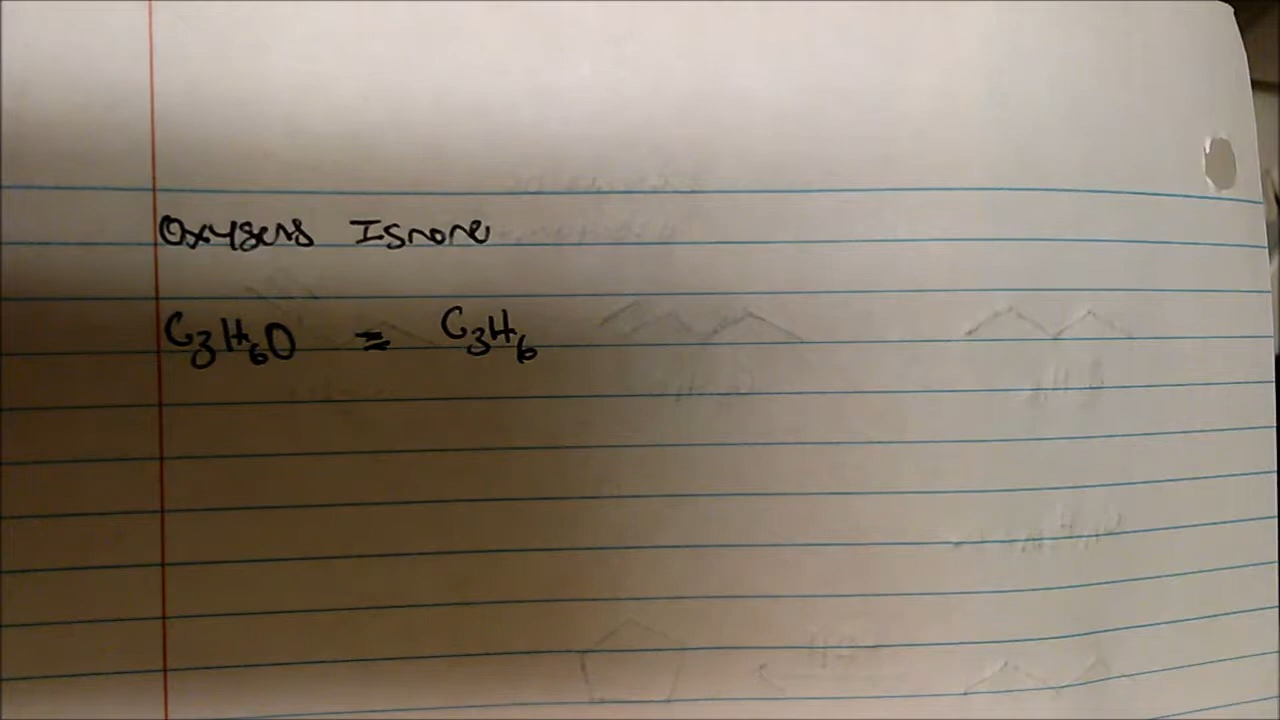 Oxygens Ignore
C₃H₆O = C₃H₆